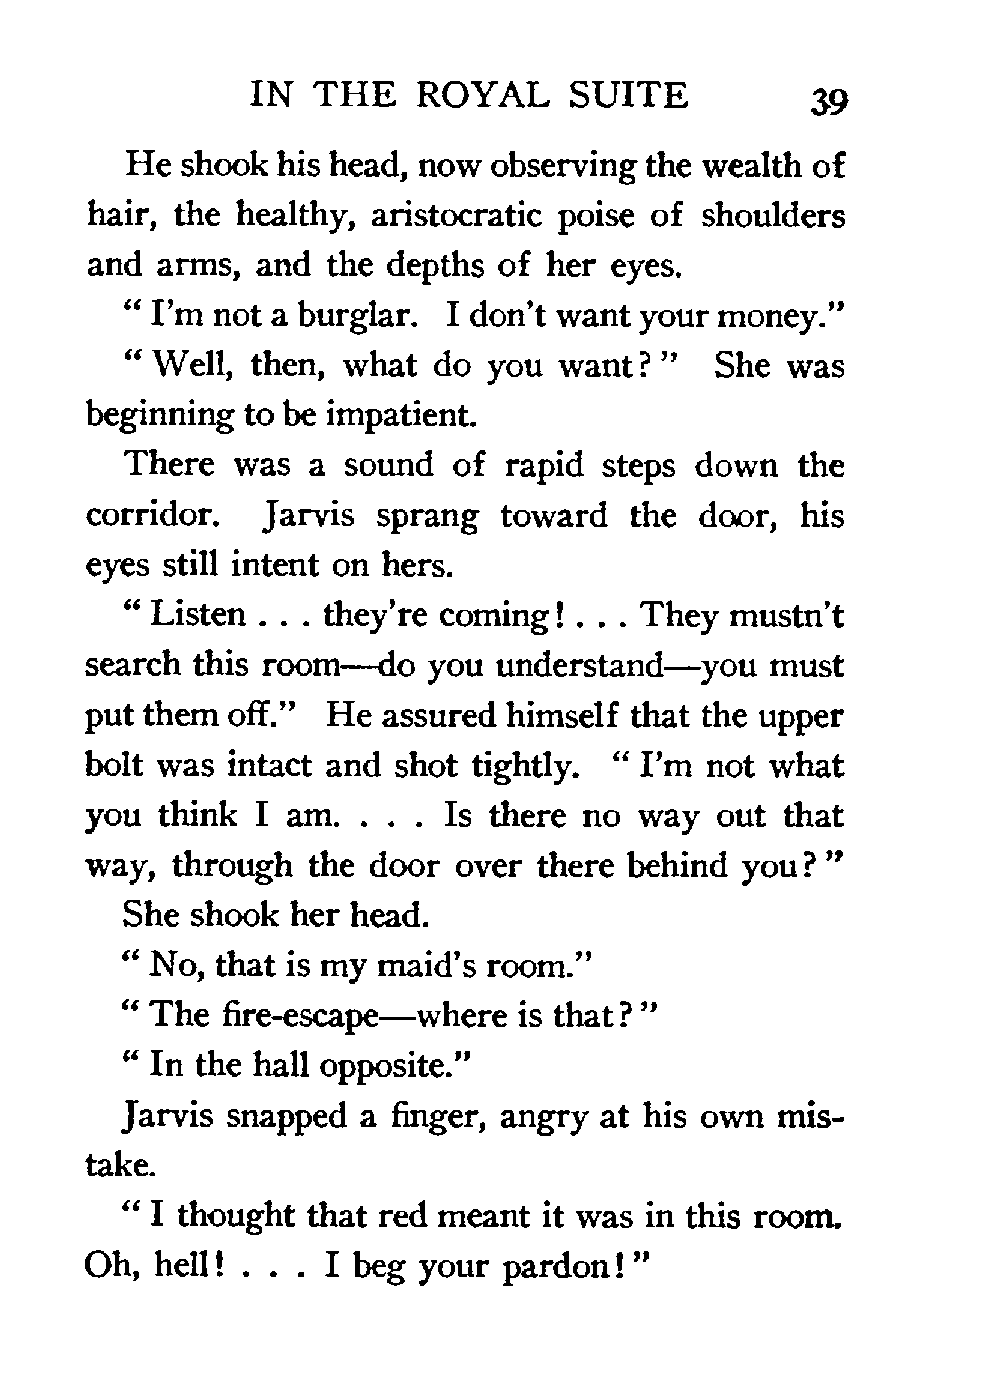 IN THE ROYAL SUITE 39
He shook his head, now observing the wealth of
hair, the healthy, aristocratic poise of shoulders
and arms, and the depths of her eyes.
“ I’m not a burglar. I don’t want your money.”
“ Well, then, what do you want? ” She was
beginning to be impatient.
There was a sound of rapid steps down the
corridor. Jarvis sprang toward the door, his
eyes still intent on hers.
“ Listen . . . they’re coming! . . . They mustn’t
search this room—do you understand—you must
put them off.” He assured himself that the upper
bolt was intact and shot tightly. “ I’m not what
you think I am. . . . Is there no way out that
way, through the door over there behind you? ”
She shook her head.
“ No, that is my maid’s room.”
“ The fire-escape—where is that? ”
“ In the hall opposite.”
Jarvis snapped a finger, angry at his own mis-
take.
“ I thought that red meant it was in this room.
Oh, hell! . . . I beg your pardon! ”